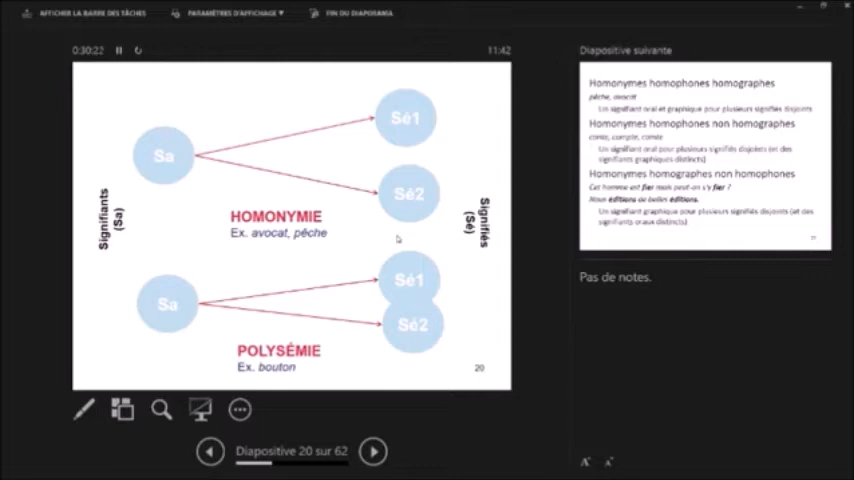 AFFICHER LA BARRE DES TÂCHES
PARAMÈTRES D'AFFICHAGE
FIN DU DIAPORAMA
0:30:22
11:42
Signifiants
(Sa)
Sa
Sé1
Sé2
HOMONYMIE
Ex. avocat, pêche
Signifiés
(Sé)
Sa
Sé1
Sé2
POLYSÉMIE
Ex. bouton
20
Diapositive 20 sur 62
Diapositive suivante
Homonymes homophones homographes
pêche, avocat
Un signifiant oral et graphique pour plusieurs signifiés disjoints
Homonymes homophones non homographes
conte, compte, comte
Un signifiant oral pour plusieurs signifiés disjoints (et des
signifiants graphiques distincts)
Homonymes homographes non homophones
Cet homme est fier mais peut-on s'y fier ?
Nous éditions de belles éditions.
Un signifiant graphique pour plusieurs signifiés disjoints (et des
signifiants oraux distincts)
Pas de notes.
A
A